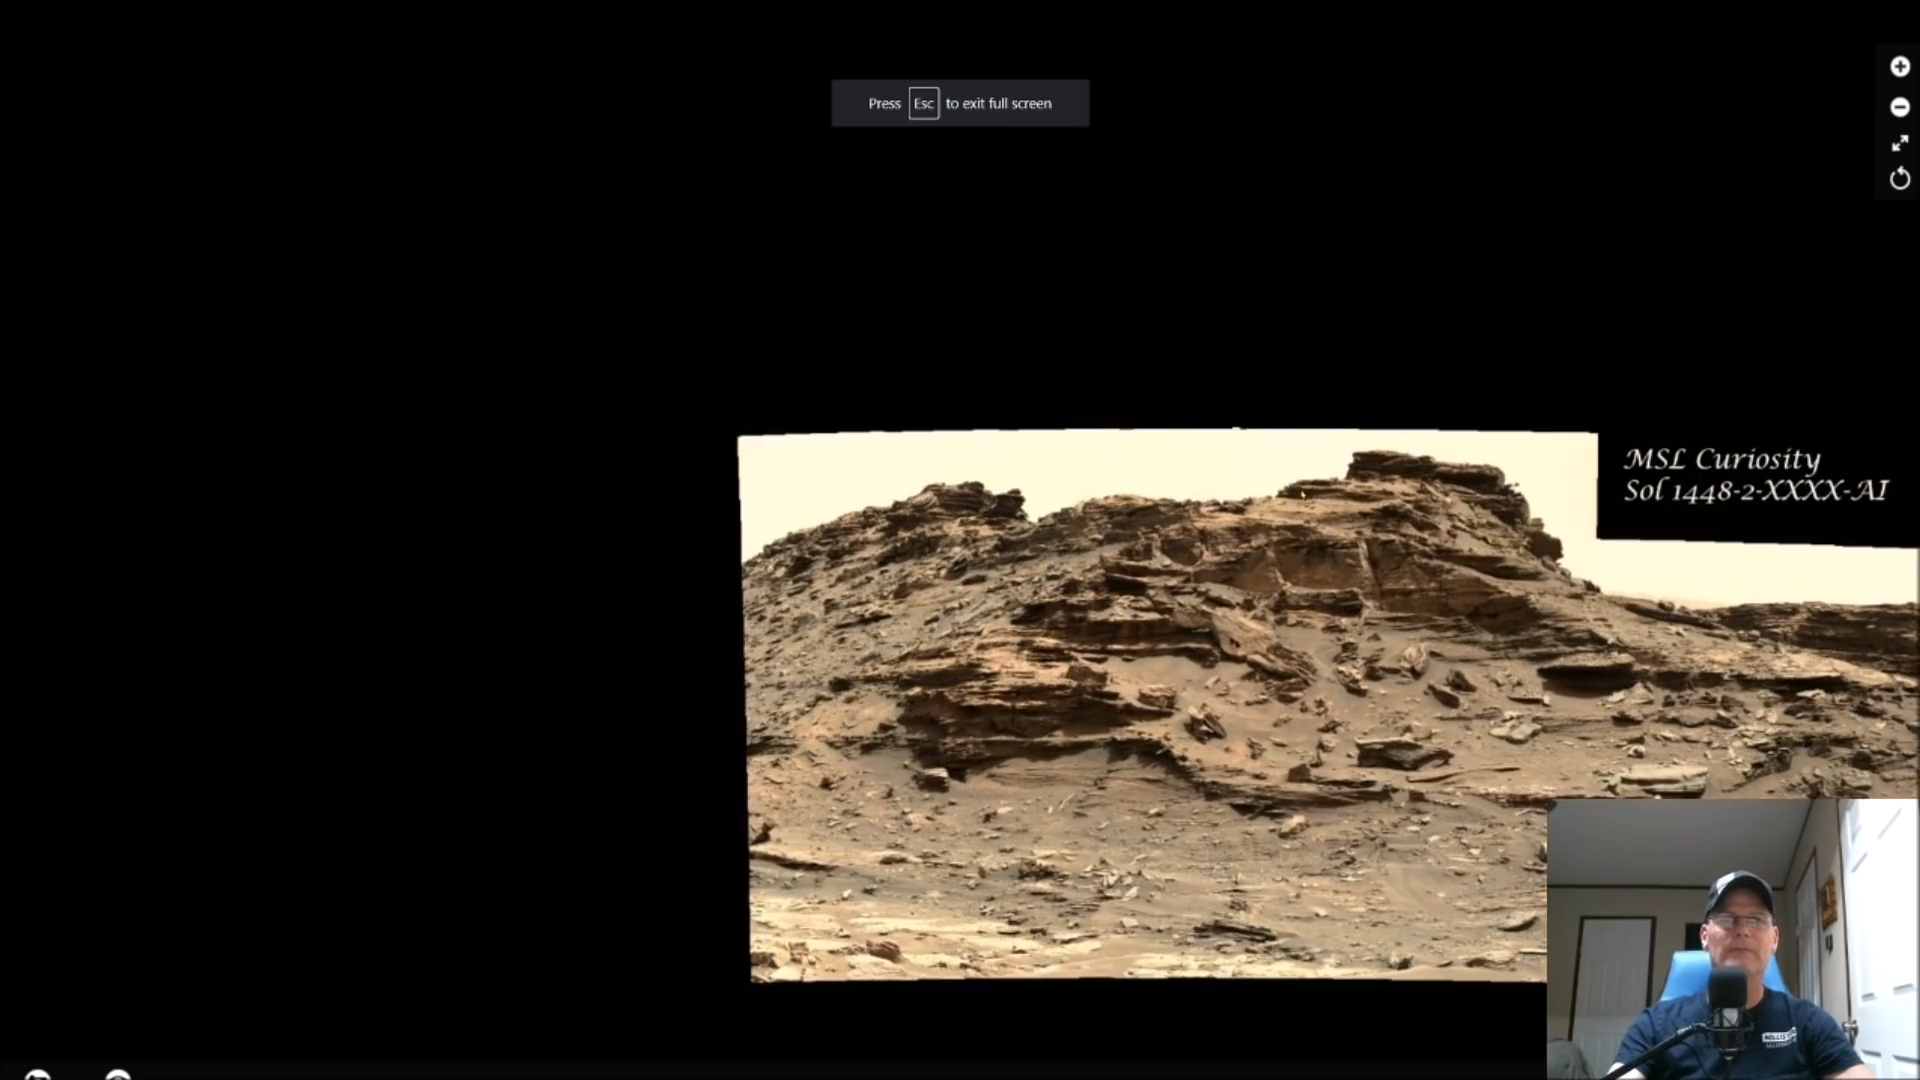 Press Esc to exit full screen
MSL Curiosity
Sol 1448-2-XXXX-AI